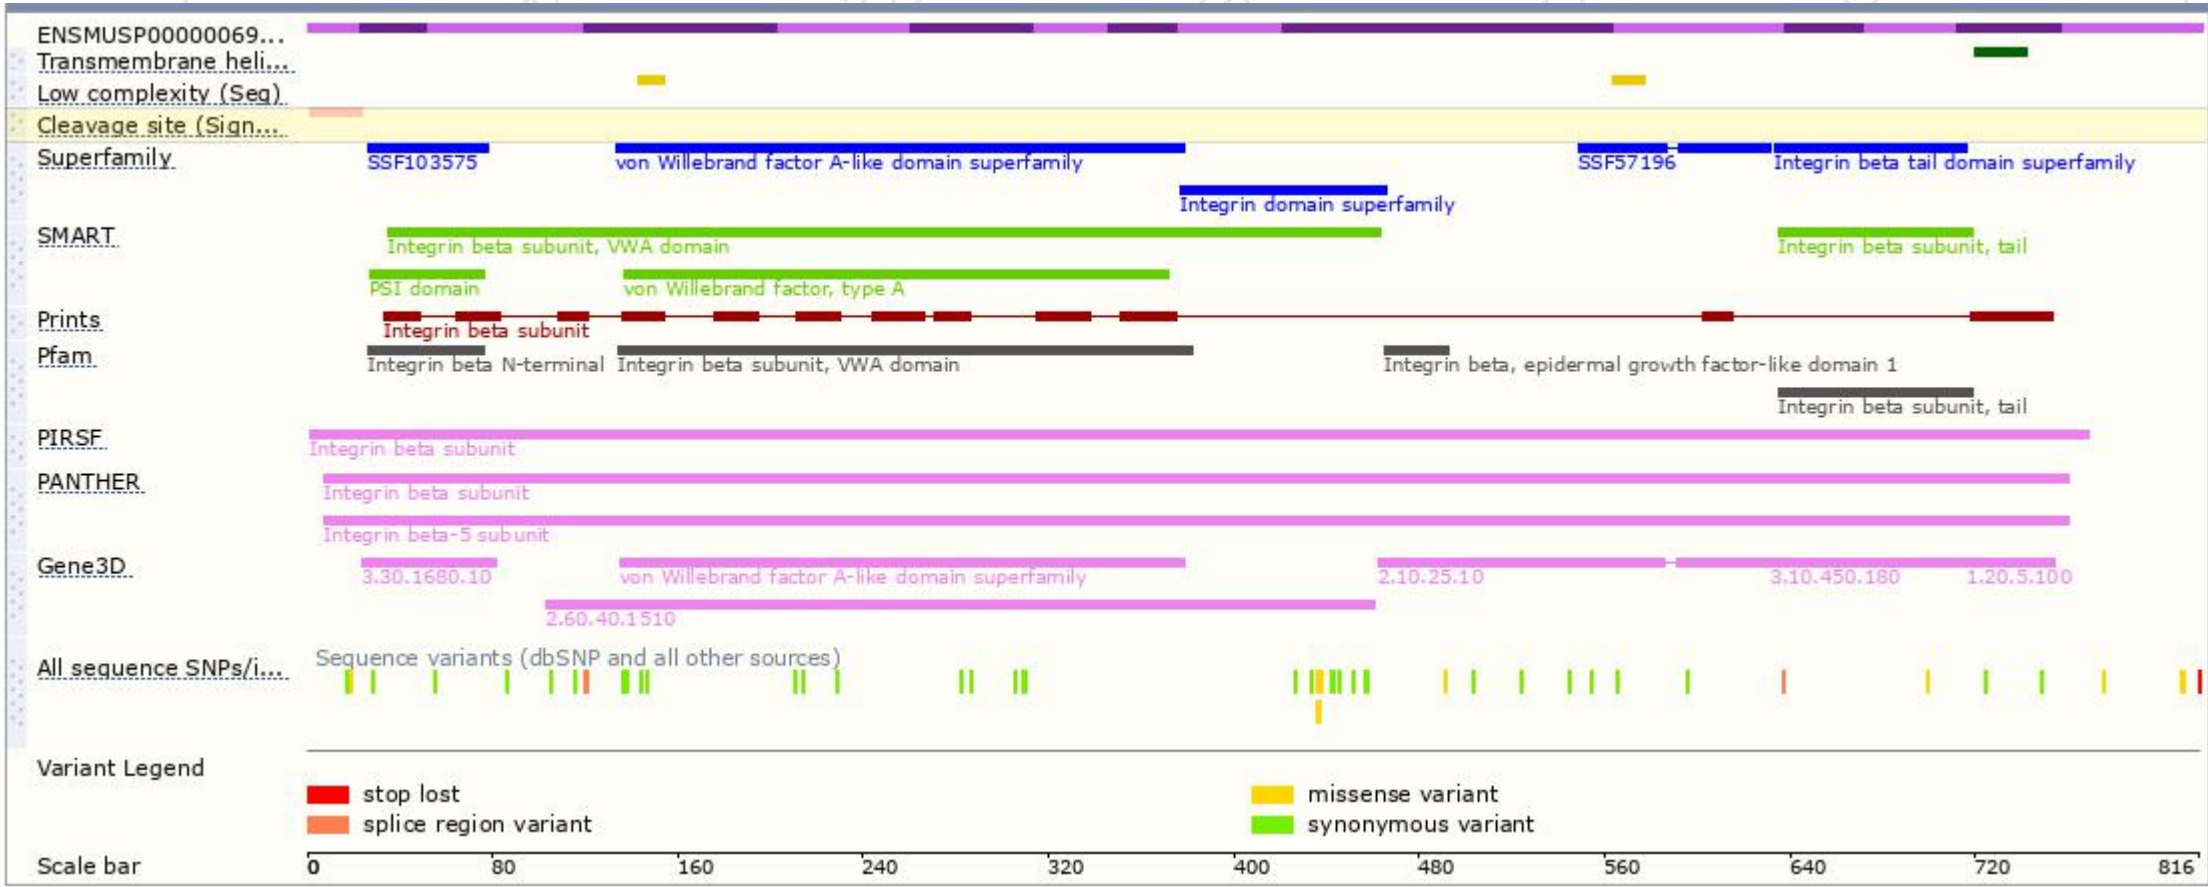 ENSMUSP00000069...
Transmembrane heli...
Low complexity (Seg)
Cleavage site (Sign...
Superfamily
SSF103575
von Willebrand factor A-like domain superfamily
SSF57196
Integrin beta tail domain superfamily
Integrin domain superfamily
SMART
Integrin beta subunit, VWA domain
Integrin beta subunit, tail
PSI domain
von Willebrand factor, type A
Prints
Integrin beta subunit
Pfam
Integrin beta N-terminal
Integrin beta subunit, VWA domain
Integrin beta, epidermal growth factor-like domain 1
Integrin beta subunit, tail
PIRSF
Integrin beta subunit
PANTHER
Integrin beta subunit
Integrin beta-5 subunit
Gene3D
3.30.1680.10
von Willebrand factor A-like domain superfamily
2.10.25.10
3.10.450.180
1.20.5.100
2.60.40.1510
All sequence SNPs/i...
Sequence variants (dbSNP and all other sources)
Variant Legend
stop lost
missense variant
splice region variant
synonymous variant
Scale bar
0 80 160 240 320 400 480 560 640 720 816